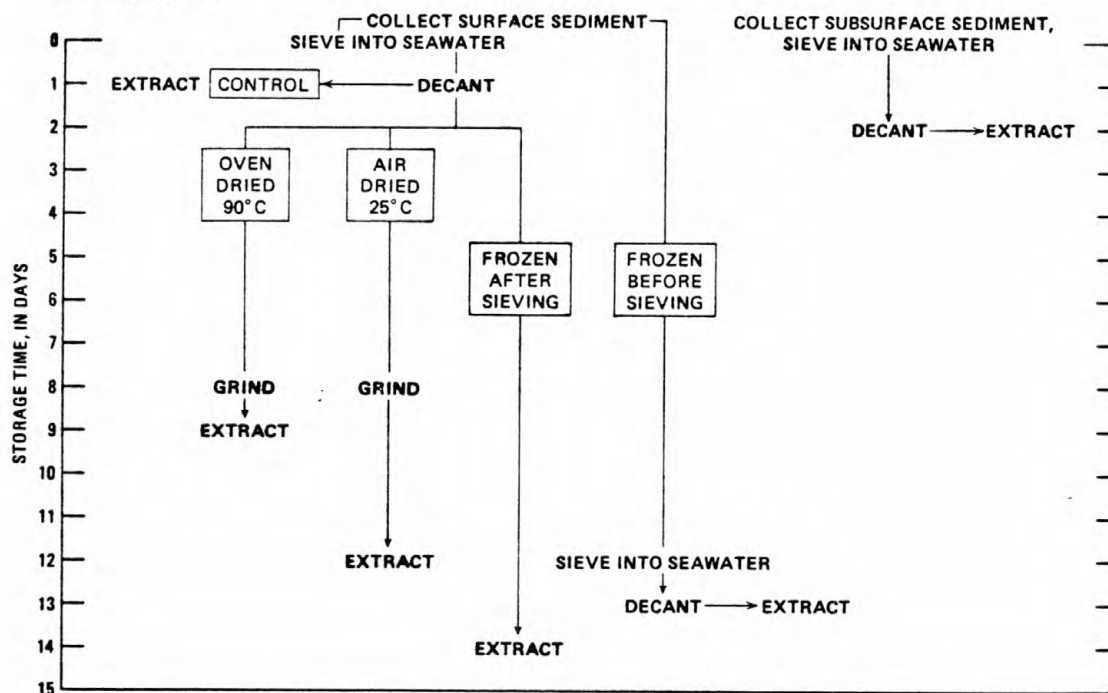 COLLECT SURFACE SEDIMENT
SIEVE INTO SEAWATER
COLLECT SUBSURFACE SEDIMENT,
SIEVE INTO SEAWATER
EXTRACT CONTROL DECANT
DECANT EXTRACT
OVEN
DRIED
90°C
AIR
DRIED
25°C
FROZEN
AFTER
SIEVING
FROZEN
BEFORE
SIEVING
GRIND
GRIND
EXTRACT
EXTRACT
SIEVE INTO SEAWATER
DECANT EXTRACT
EXTRACT
STORAGE TIME, IN DAYS
0
1
2
3
4
5
6
7
8
9
10
11
12
13
14
15